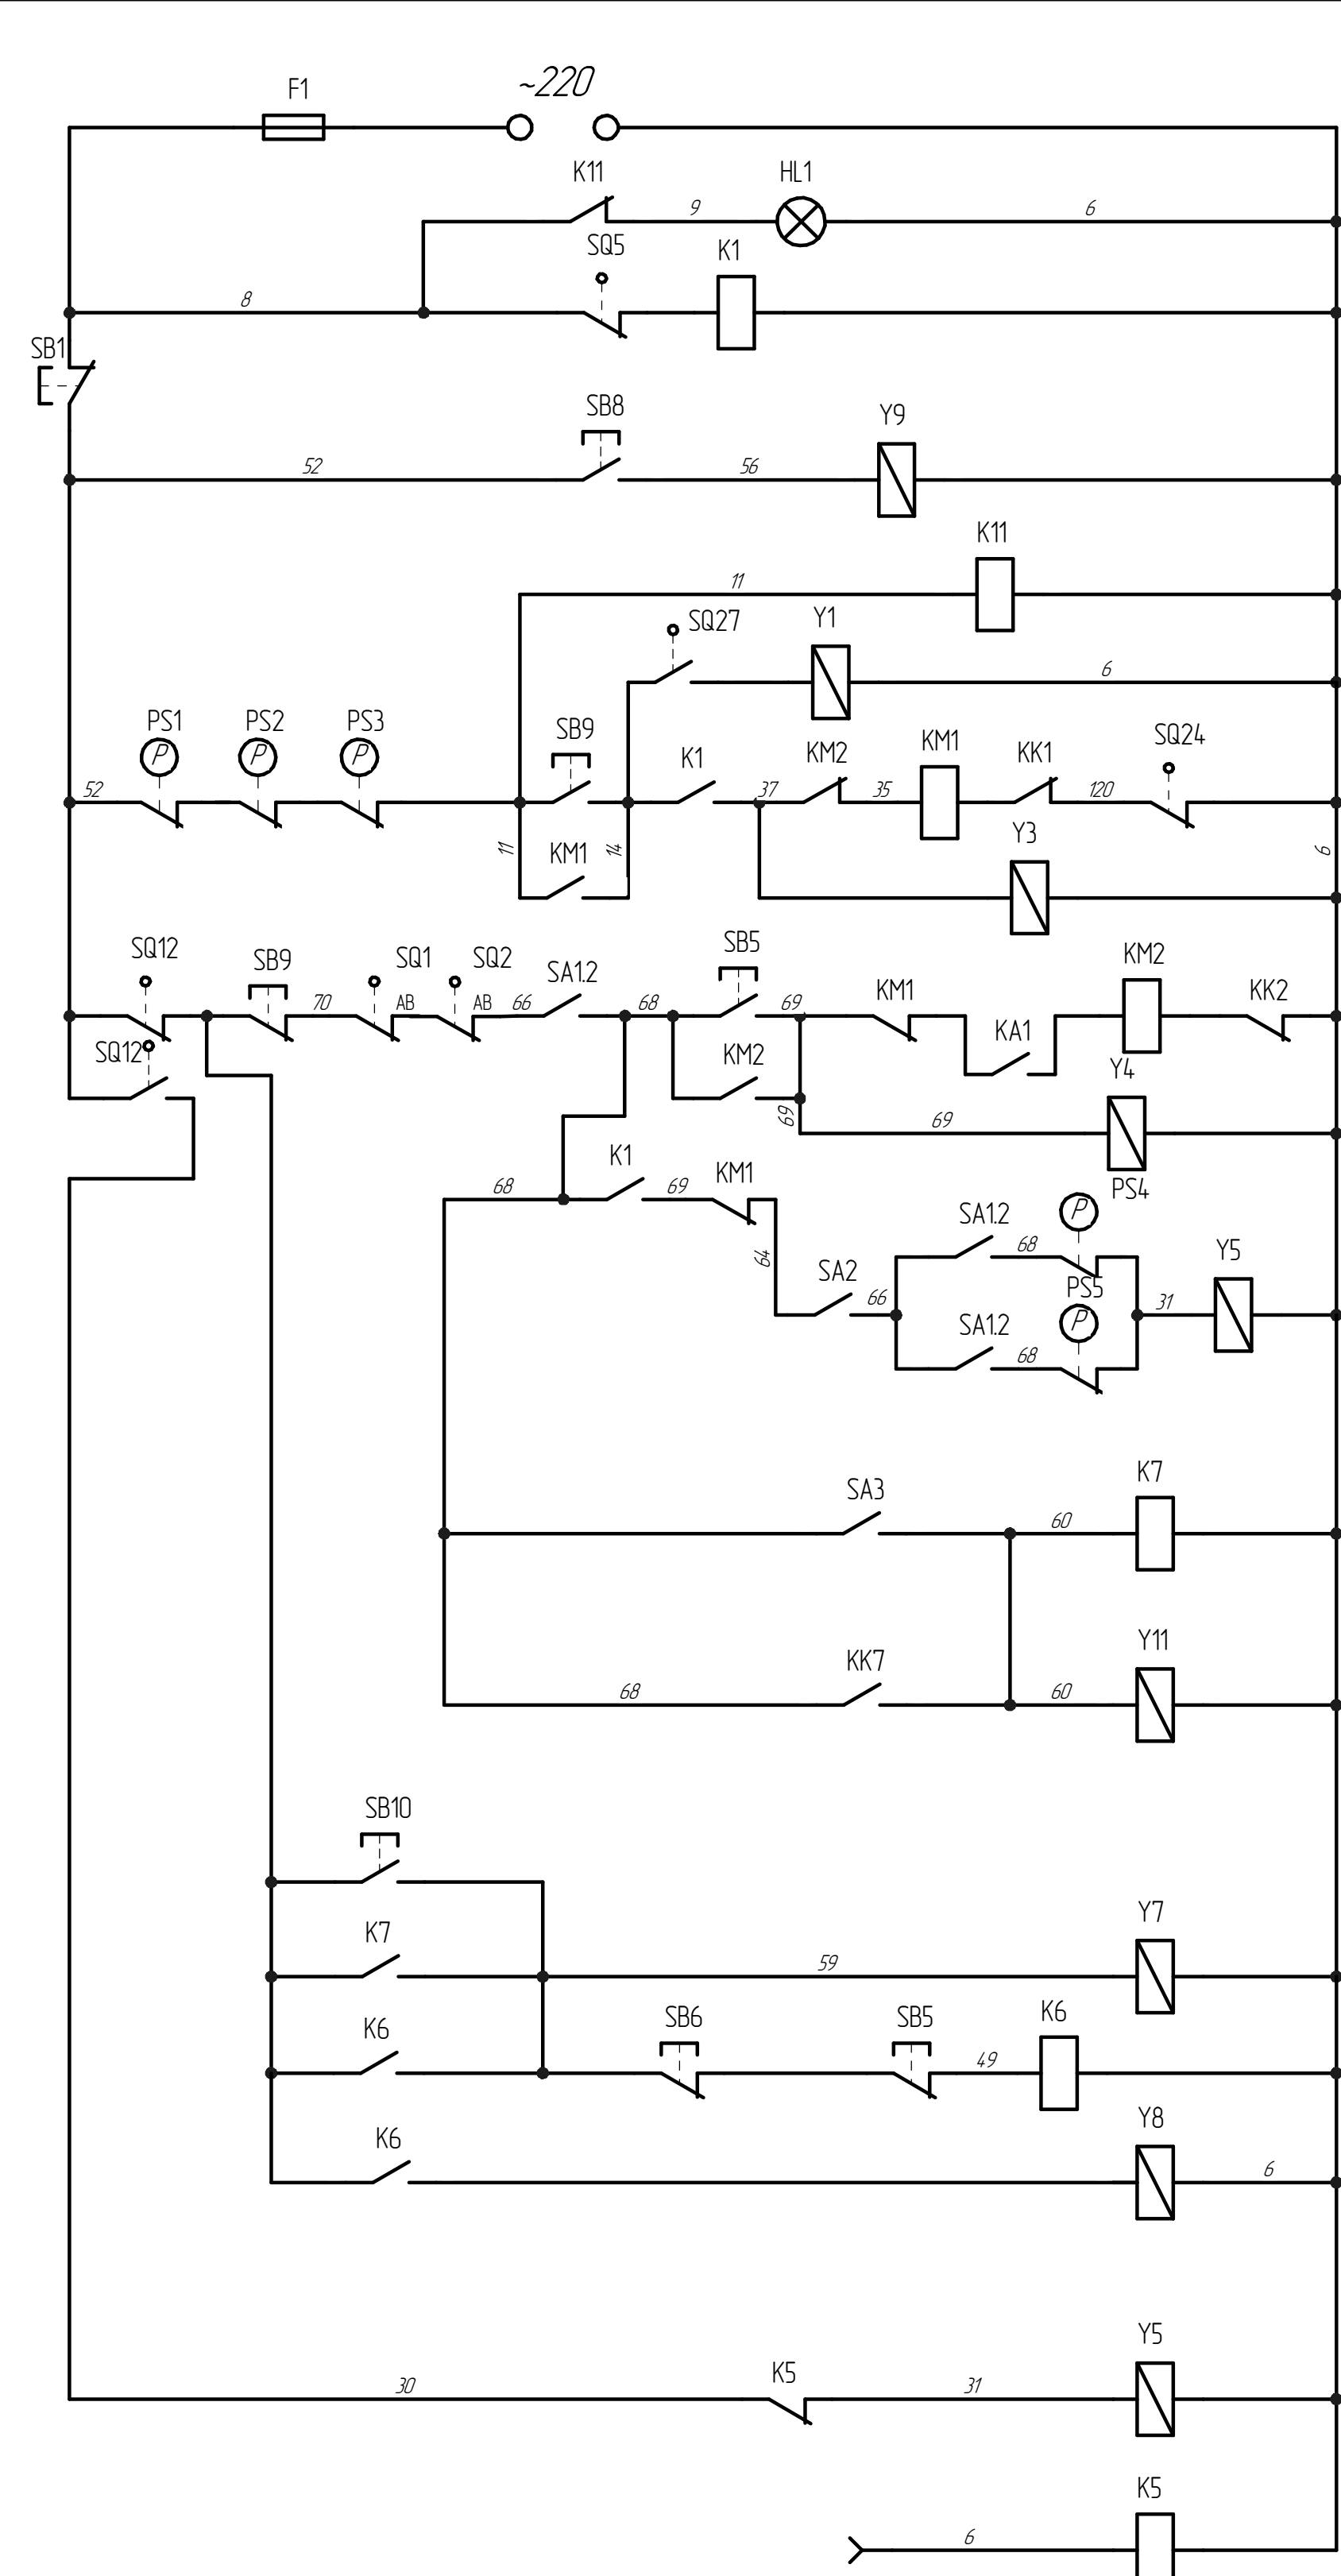 F1
~220
K11
HL1
9
6
SQ5
K1
8
SB1
SB8
Y9
52
56
K11
11
SQ27
Y1
6
PS1
PS2
PS3
P
P
P
SB9
K1
KM2
KM1
KK1
SQ24
52
37
35
120
11
KM1
14
Y3
6
SQ12
SB9
SQ1
SQ2
SA1.2
SB5
KM1
KM2
KK2
70
AB
AB
66
68
69
SQ12
KM2
KA1
Y4
69
69
K1
KM1
68
69
PS4
P
SA1.2
64
SA2
68
Y5
PS5
66
31
P
SA1.2
68
K7
SA3
60
Y11
KK7
68
60
SB10
K7
Y7
59
K6
SB6
SB5
K6
49
K6
Y8
6
Y5
K5
30
31
K5
6